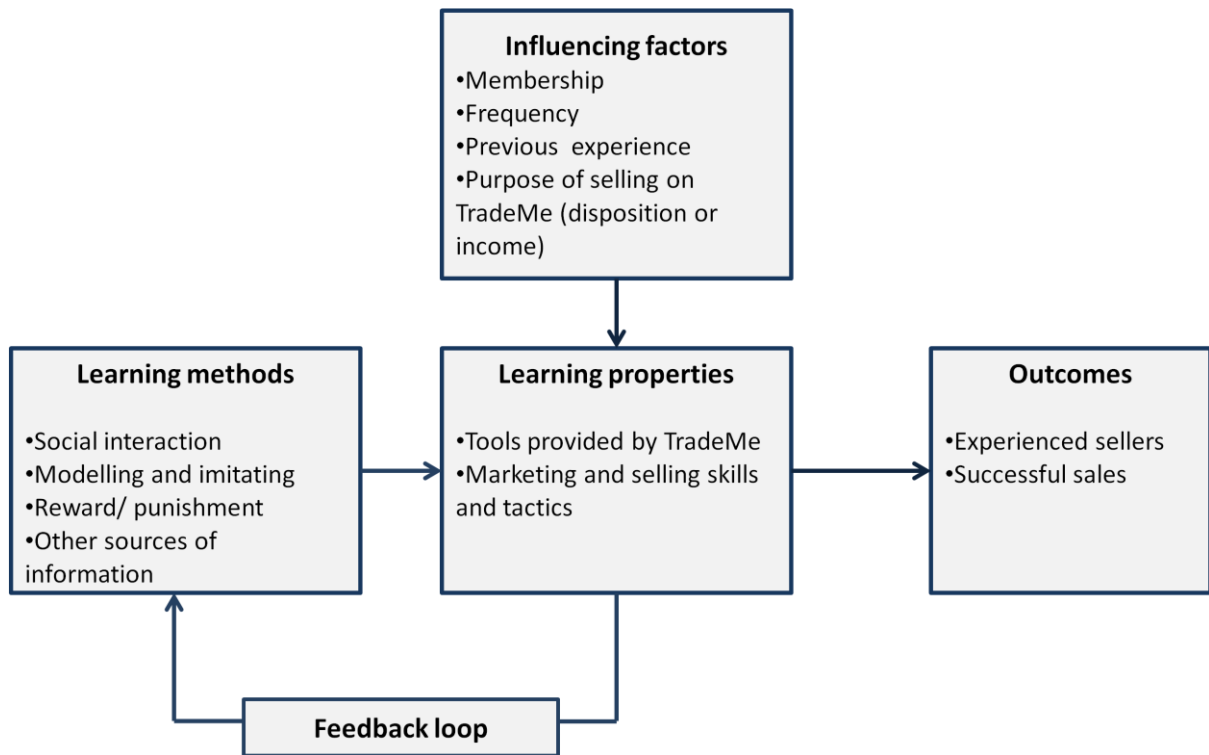 Influencing factors
•Membership
•Frequency
•Previous  experience
•Purpose of selling on
TradeMe (disposition or
income)
Learning methods
•Social interaction
•Modelling and imitating
•Reward/ punishment
•Other sources of
information
Learning properties
•Tools provided by TradeMe
•Marketing and selling skills
and tactics
Outcomes
•Experienced sellers
•Successful sales
Feedback loop